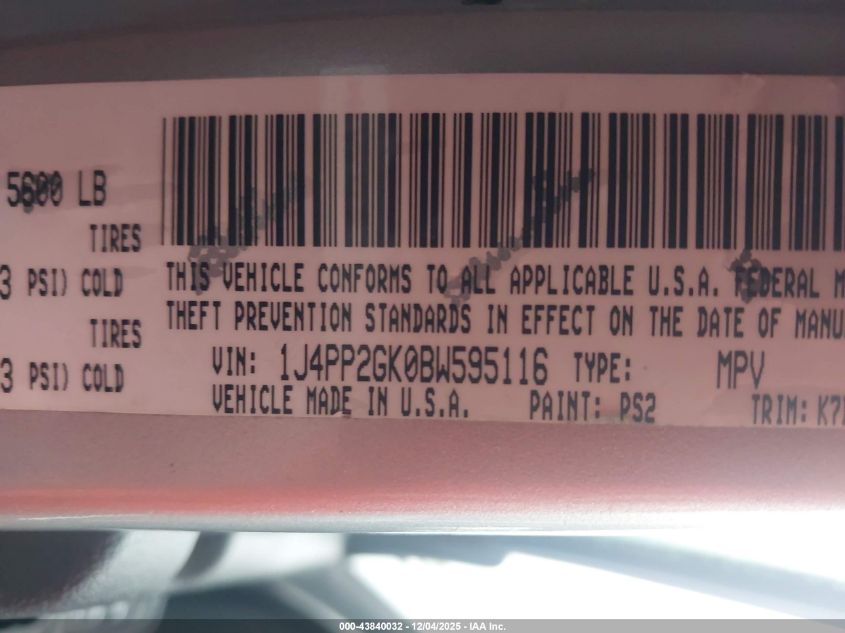 5600 LB
TIRES
3 PSI) COLD
TIRES
3 PSI) COLD
THIS VEHICLE CONFORMS TO ALL APPLICABLE U.S.A. FEDERAL M
THEFT PREVENTION STANDARDS IN EFFECT ON THE DATE OF MANU
VIN: 1J4PP2GK0BW595116 TYPE: MPV
VEHICLE MADE IN U.S.A. PAINT: PS2 TRIM: K7
000-43840032 - 12/04/2025 - IAA Inc.